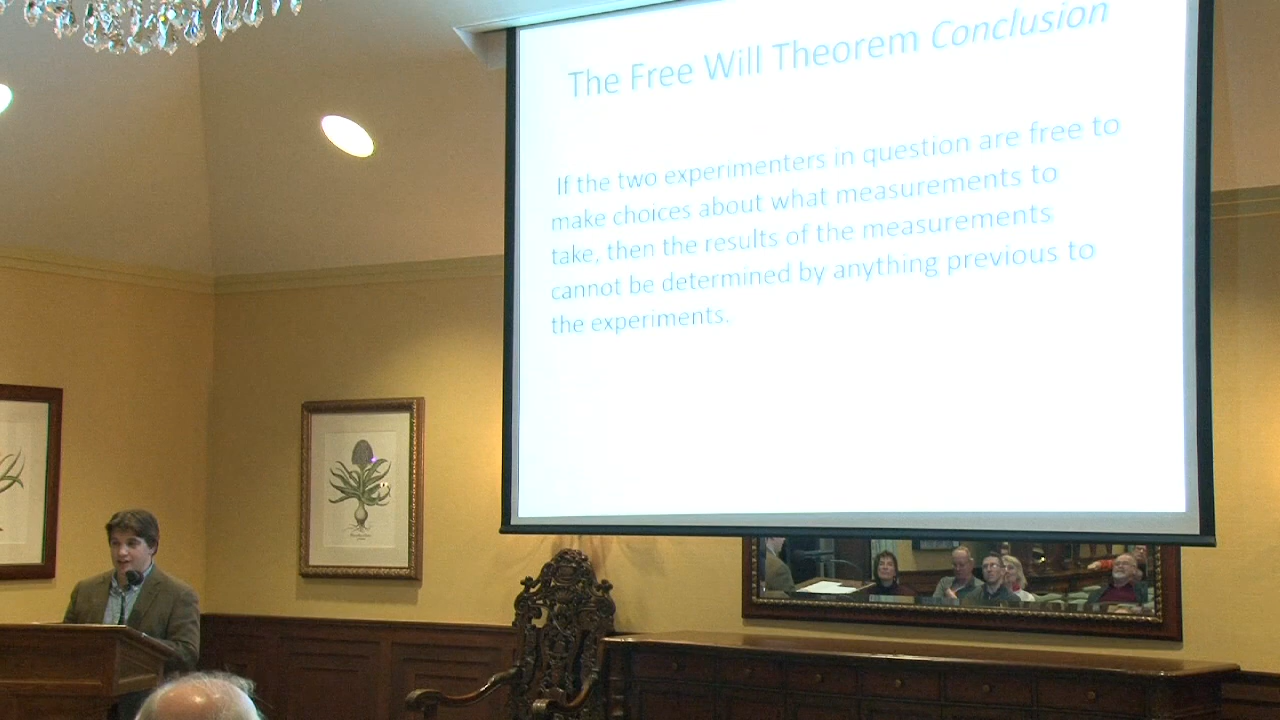 The Free Will Theorem Conclusion
If the two experimenters in question are free to
make choices about what measurements to
take, then the results of the measurements
cannot be determined by anything previous to
the experiments.